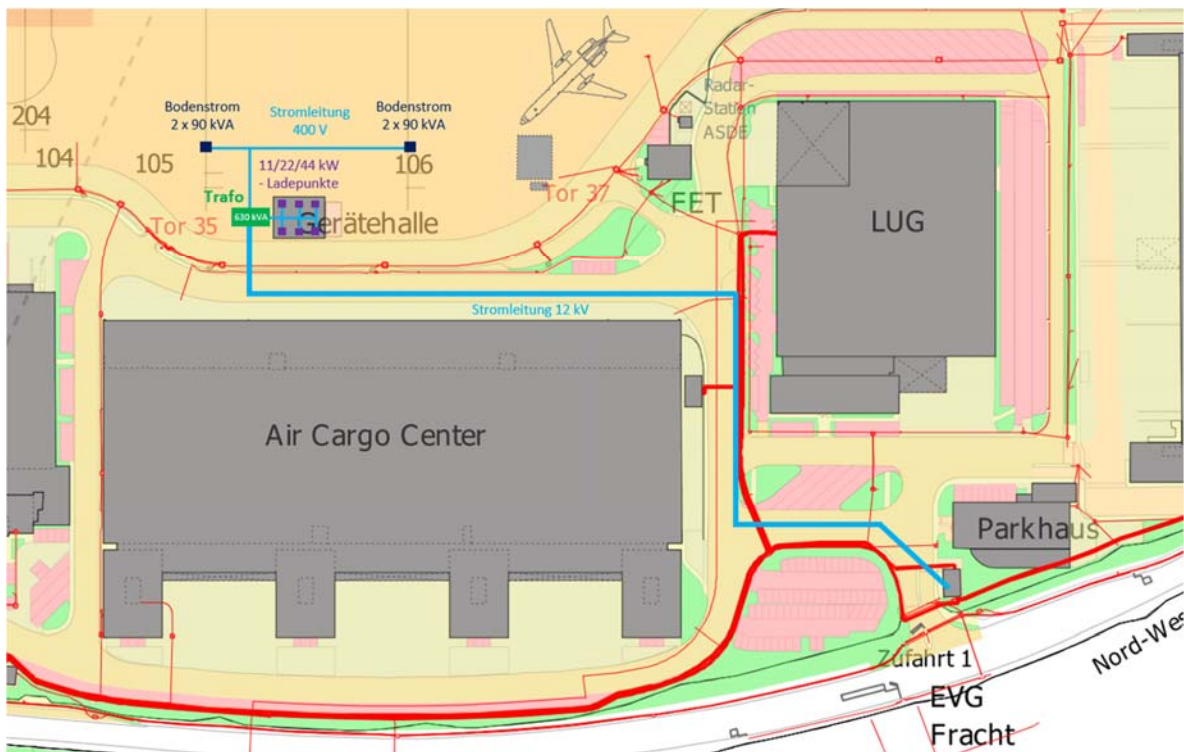 204
104
105
106
Bodenstrom
2 x 90 kVA
Stromleitung
400 V
Bodenstrom
2 x 90 kVA
11/22/44 kW
- Ladepunkte
Trafo
630 kVA
Gerätehalle
Tor 35
Tor 37
Radar-
Station
ASDE
FET
LUG
Stromleitung 12 kV
Air Cargo Center
Parkhaus
Zufahrt 1
EVG
Fracht
Nord-Wes